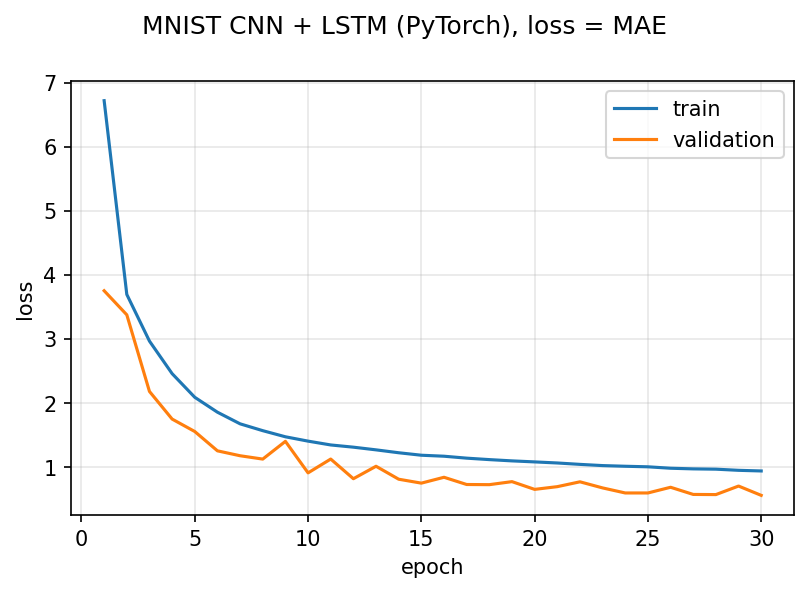 MNIST CNN + LSTM (PyTorch), loss = MAE
7
6
5
4
3
2
1
loss
train
validation
0 5 10 15 20 25 30
epoch